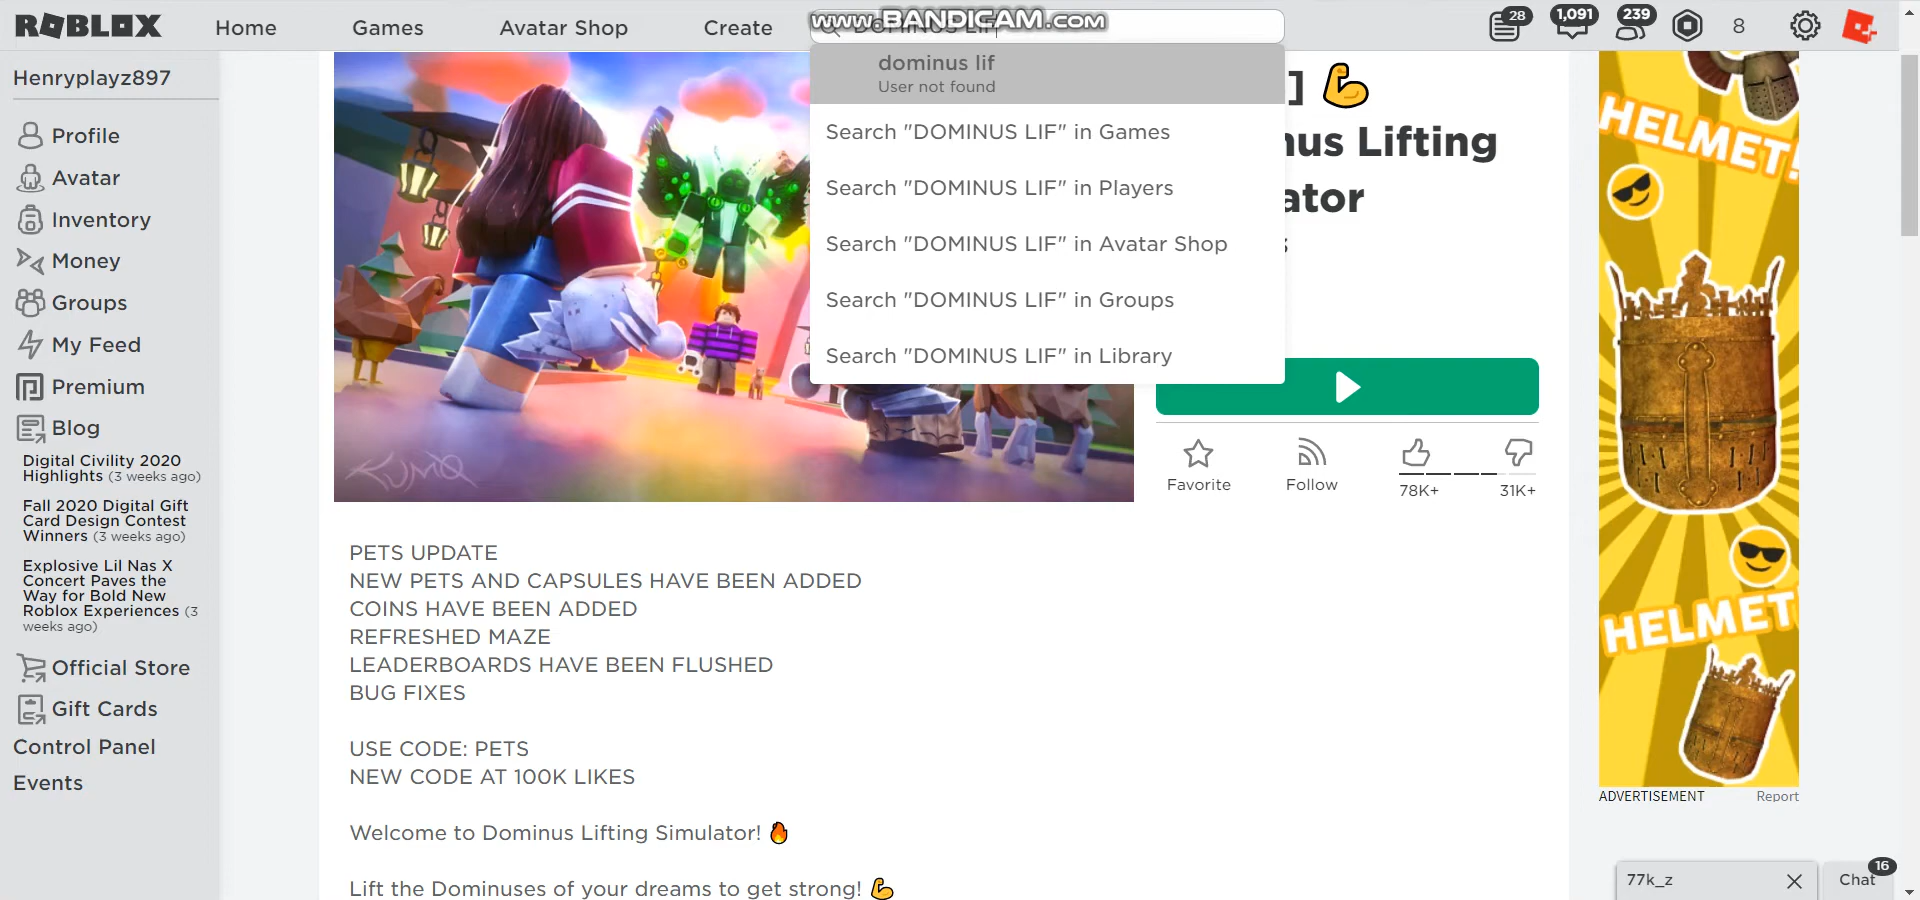 ROBLOX
Home
Games
Avatar Shop
Create
www.BANDICAM.com
DOMINUS LIF
28
1,091
239
8
Henryplayz897
Profile
Avatar
Inventory
Money
Groups
My Feed
Premium
Blog
Digital Civility 2020
Highlights (3 weeks ago)
Fall 2020 Digital Gift
Card Design Contest
Winners (3 weeks ago)
Explosive Lil Nas X
Concert Paves the
Way for Bold New
Roblox Experiences (3
weeks ago)
Official Store
Gift Cards
Control Panel
Events
dominus lif
User not found
Search "DOMINUS LIF" in Games
Search "DOMINUS LIF" in Players
Search "DOMINUS LIF" in Avatar Shop
Search "DOMINUS LIF" in Groups
Search "DOMINUS LIF" in Library
] 💪
nus Lifting
ator
Favorite
Follow
78K+
31K+
PETS UPDATE
NEW PETS AND CAPSULES HAVE BEEN ADDED
COINS HAVE BEEN ADDED
REFRESHED MAZE
LEADERBOARDS HAVE BEEN FLUSHED
BUG FIXES
USE CODE: PETS
NEW CODE AT 100K LIKES
Welcome to Dominus Lifting Simulator! 🔥
Lift the Dominuses of your dreams to get strong! 💪
HELMET!
HELMET!
ADVERTISEMENT
Report
77k_z
Chat
16